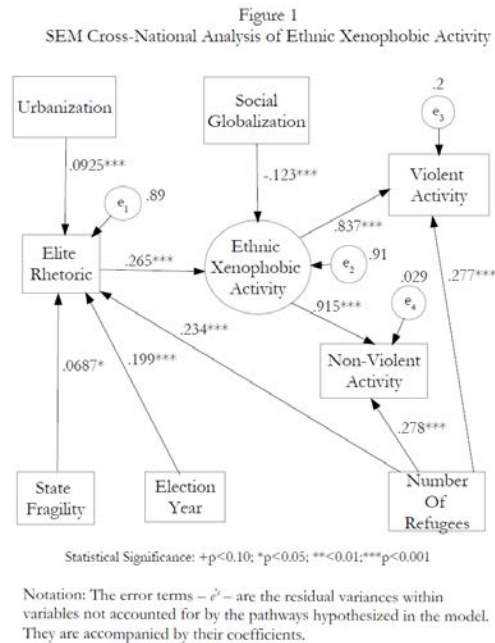 Figure 1
SEM Cross-National Analysis of Ethnic Xenophobic Activity
Urbanization
Social
Globalization
.2
e3
Violent
Activity
.0925***
e1
.89
-.123***
.837***
Elite
Rhetoric
.265***
Ethnic
Xenophobic
Activity
e2
.91
.277***
.029
e4
.915***
.234***
.0687*
.199***
Non-Violent
Activity
.278***
State
Fragility
Election
Year
Number
Of
Refugees
Statistical Significance: +p<0.10; *p<0.05; **<0.01;***p<0.001
Notation: The error terms – e's – are the residual variances within
variables not accounted for by the pathways hypothesized in the model.
They are accompanied by their coefficients.